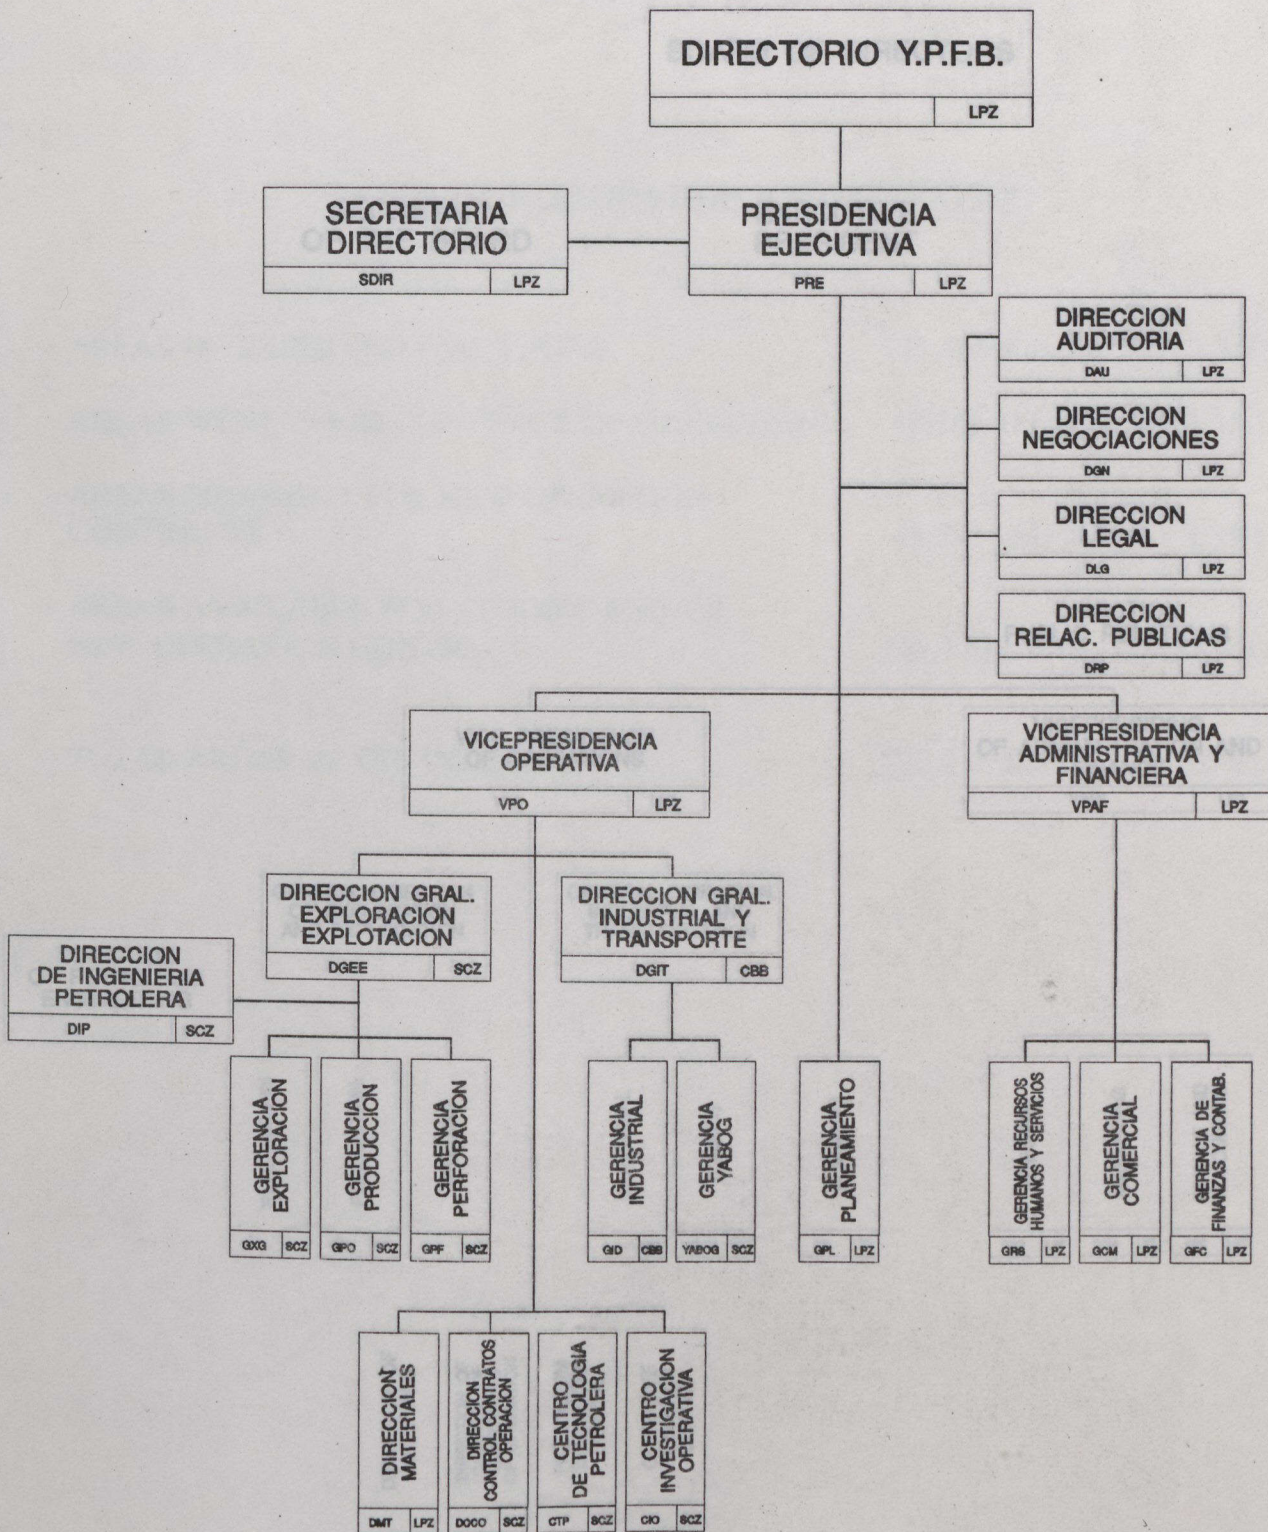 DIRECTORIO Y.P.F.B.
LPZ
SECRETARIA
DIRECTORIO
SDIR LPZ
PRESIDENCIA
EJECUTIVA
PRE LPZ
DIRECCION
AUDITORIA
DAU LPZ
DIRECCION
NEGOCIACIONES
DGN LPZ
DIRECCION
LEGAL
DLG LPZ
DIRECCION
RELAC. PUBLICAS
DRP LPZ
VICEPRESIDENCIA
OPERATIVA
VPO LPZ
VICEPRESIDENCIA
ADMINISTRATIVA Y
FINANCIERA
VPAF LPZ
DIRECCION GRAL.
EXPLORACION
EXPLOTACION
DGEE SCZ
DIRECCION GRAL.
INDUSTRIAL Y
TRANSPORTE
DGIT CBB
DIRECCION
DE INGENIERIA
PETROLERA
DIP SCZ
GERENCIA
EXPLORACION
GXG SCZ
GERENCIA
PRODUCCION
GPO SCZ
GERENCIA
PERFORACION
GPF SCZ
GERENCIA
INDUSTRIAL
GID CBB
GERENCIA
YABOG
YABOG SCZ
GERENCIA
PLANEAMIENTO
GPL LPZ
GERENCIA RECURSOS
HUMANOS Y SERVICIOS
GRS LPZ
GERENCIA
COMERCIAL
GCM LPZ
GERENCIA DE
FINANZAS Y CONTAB.
GFC LPZ
DIRECCION
MATERIALES
DMT LPZ
DIRECCION
CONTROL CONTRATOS
OPERACION
DCCO SCZ
CENTRO
DE TECNOLOGIA
PETROLERA
CTP SCZ
CENTRO
INVESTIGACION
OPERATIVA
CIO SCZ